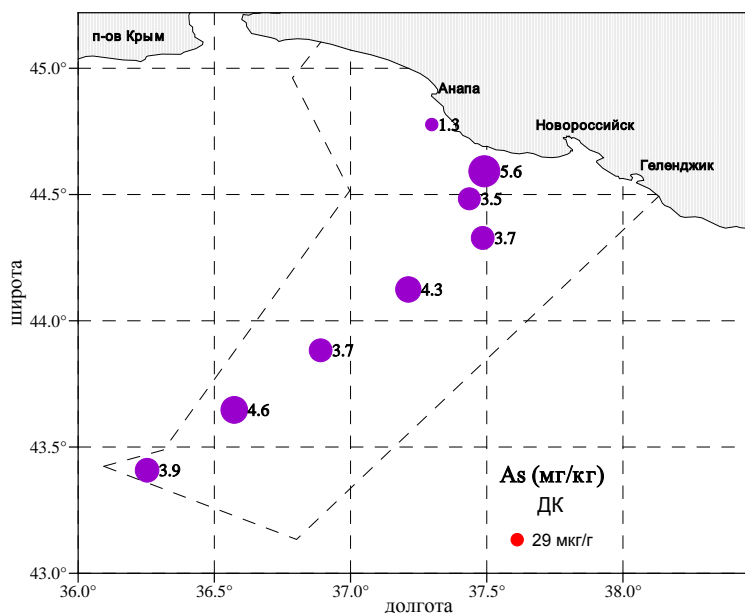 п-ов Крым
45.0°
Анапа
1.3
Новороссийск
5.6
Геленджик
44.5°
3.5
3.7
4.3
широта
44.0°
3.7
4.6
43.5°
3.9
As (мг/кг)
ДК
29 мкг/г
43.0°
36.0°
36.5°
37.0°
37.5°
38.0°
долгота